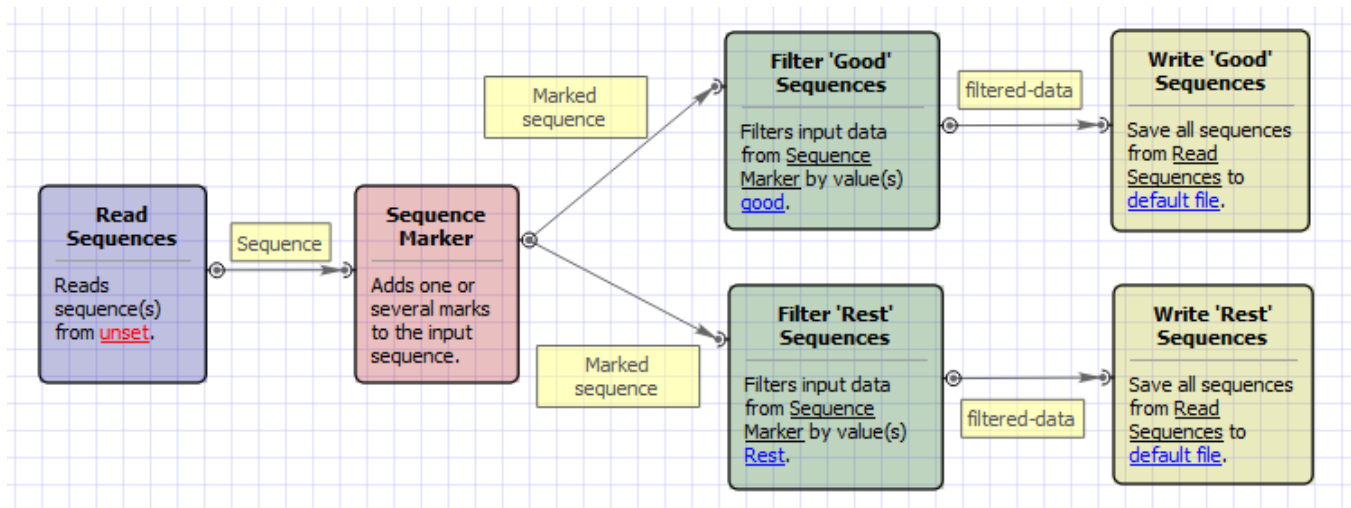 Read
Sequences
Reads
sequence(s)
from unset.
Sequence
Sequence
Marker
Adds one or
several marks
to the input
sequence.
Marked
sequence
Filter 'Good'
Sequences
Filters input data
from Sequence
Marker by value(s)
good.
filtered-data
Write 'Good'
Sequences
Save all sequences
from Read
Sequences to
default file.
Marked
sequence
Filter 'Rest'
Sequences
Filters input data
from Sequence
Marker by value(s)
Rest.
filtered-data
Write 'Rest'
Sequences
Save all sequences
from Read
Sequences to
default file.